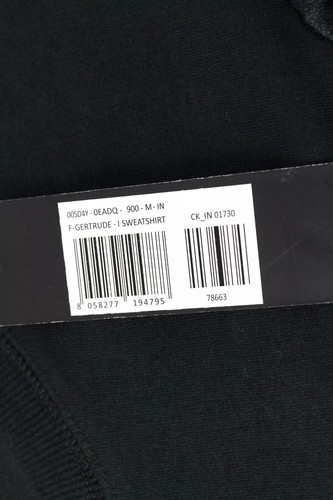 00SD4Y - 0EADQ - 900 - M - IN
F-GERTRUDE - I SWEATSHIRT
8 058277 194795
CK_IN 01730
78663